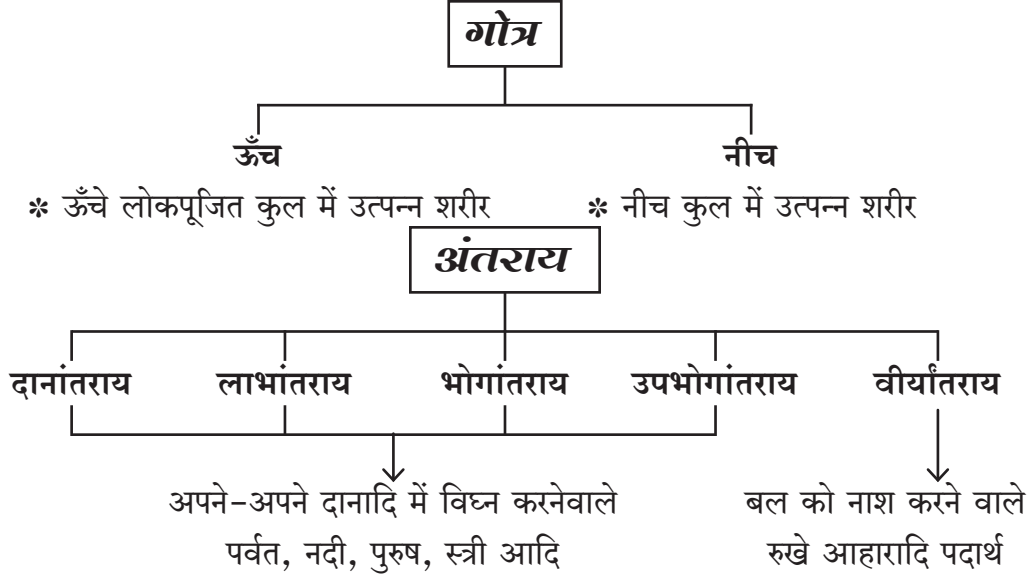 गोत्र
ऊँच नीच
* ऊँचे लोकपूजित कुल में उत्पन्न शरीर * नीच कुल में उत्पन्न शरीर
अंतराय
दानांतराय लाभांतराय भोगांतराय उपभोगांतराय वीर्यांतराय
अपने-अपने दानादि में विघ्न करनेवाले बल को नाश करने वाले
पर्वत, नदी, पुरुष, स्त्री आदि रुखे आहारादि पदार्थ